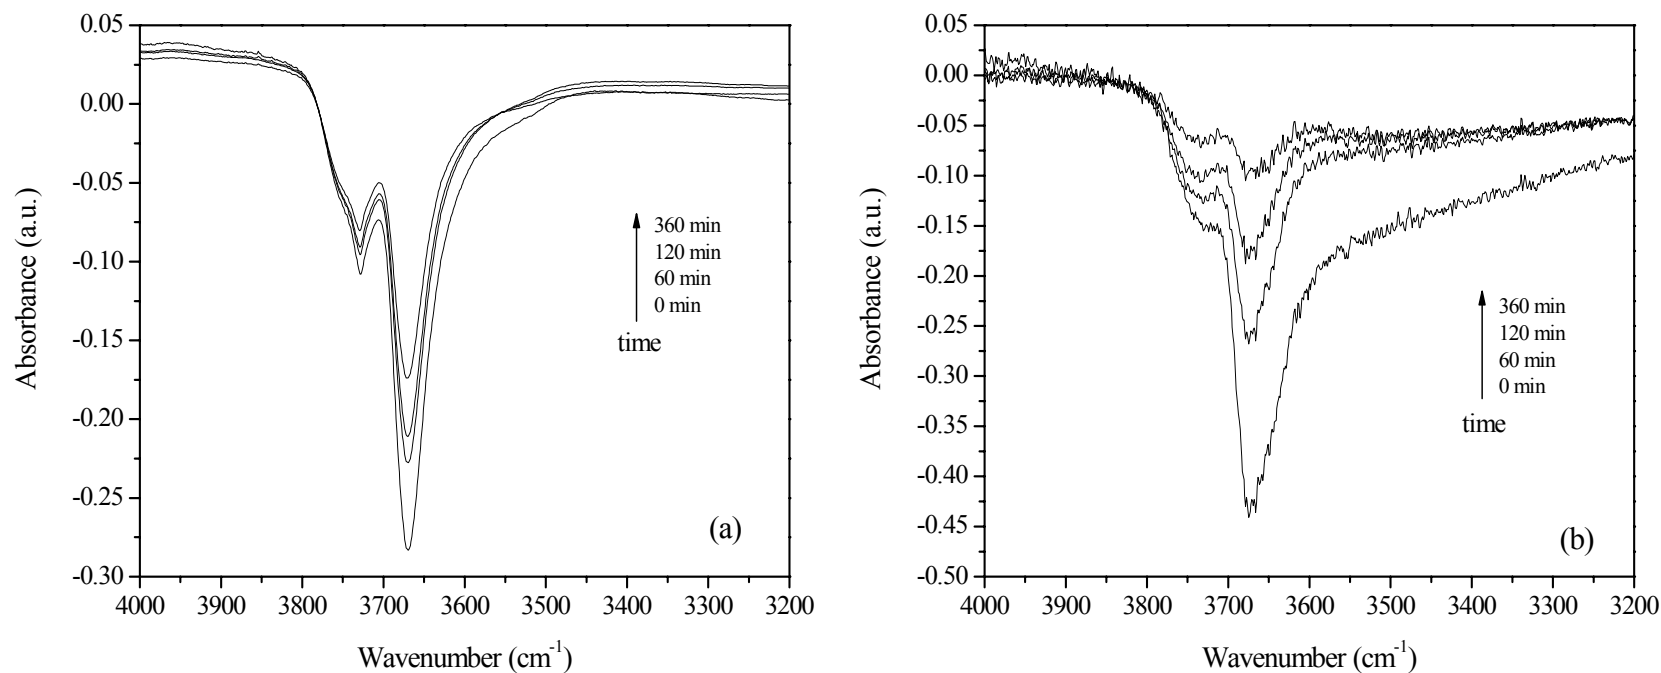 0.05
0.00
-0.05
-0.10
-0.15
-0.20
-0.25
-0.30
Absorbance (a.u.)
4000 3900 3800 3700 3600 3500 3400 3300 3200
Wavenumber (cm-1)
360 min
120 min
60 min
0 min
time
(a)
0.05
0.00
-0.05
-0.10
-0.15
-0.20
-0.25
-0.30
-0.35
-0.40
-0.45
-0.50
Absorbance (a.u.)
4000 3900 3800 3700 3600 3500 3400 3300 3200
Wavenumber (cm-1)
360 min
120 min
60 min
0 min
time
(b)